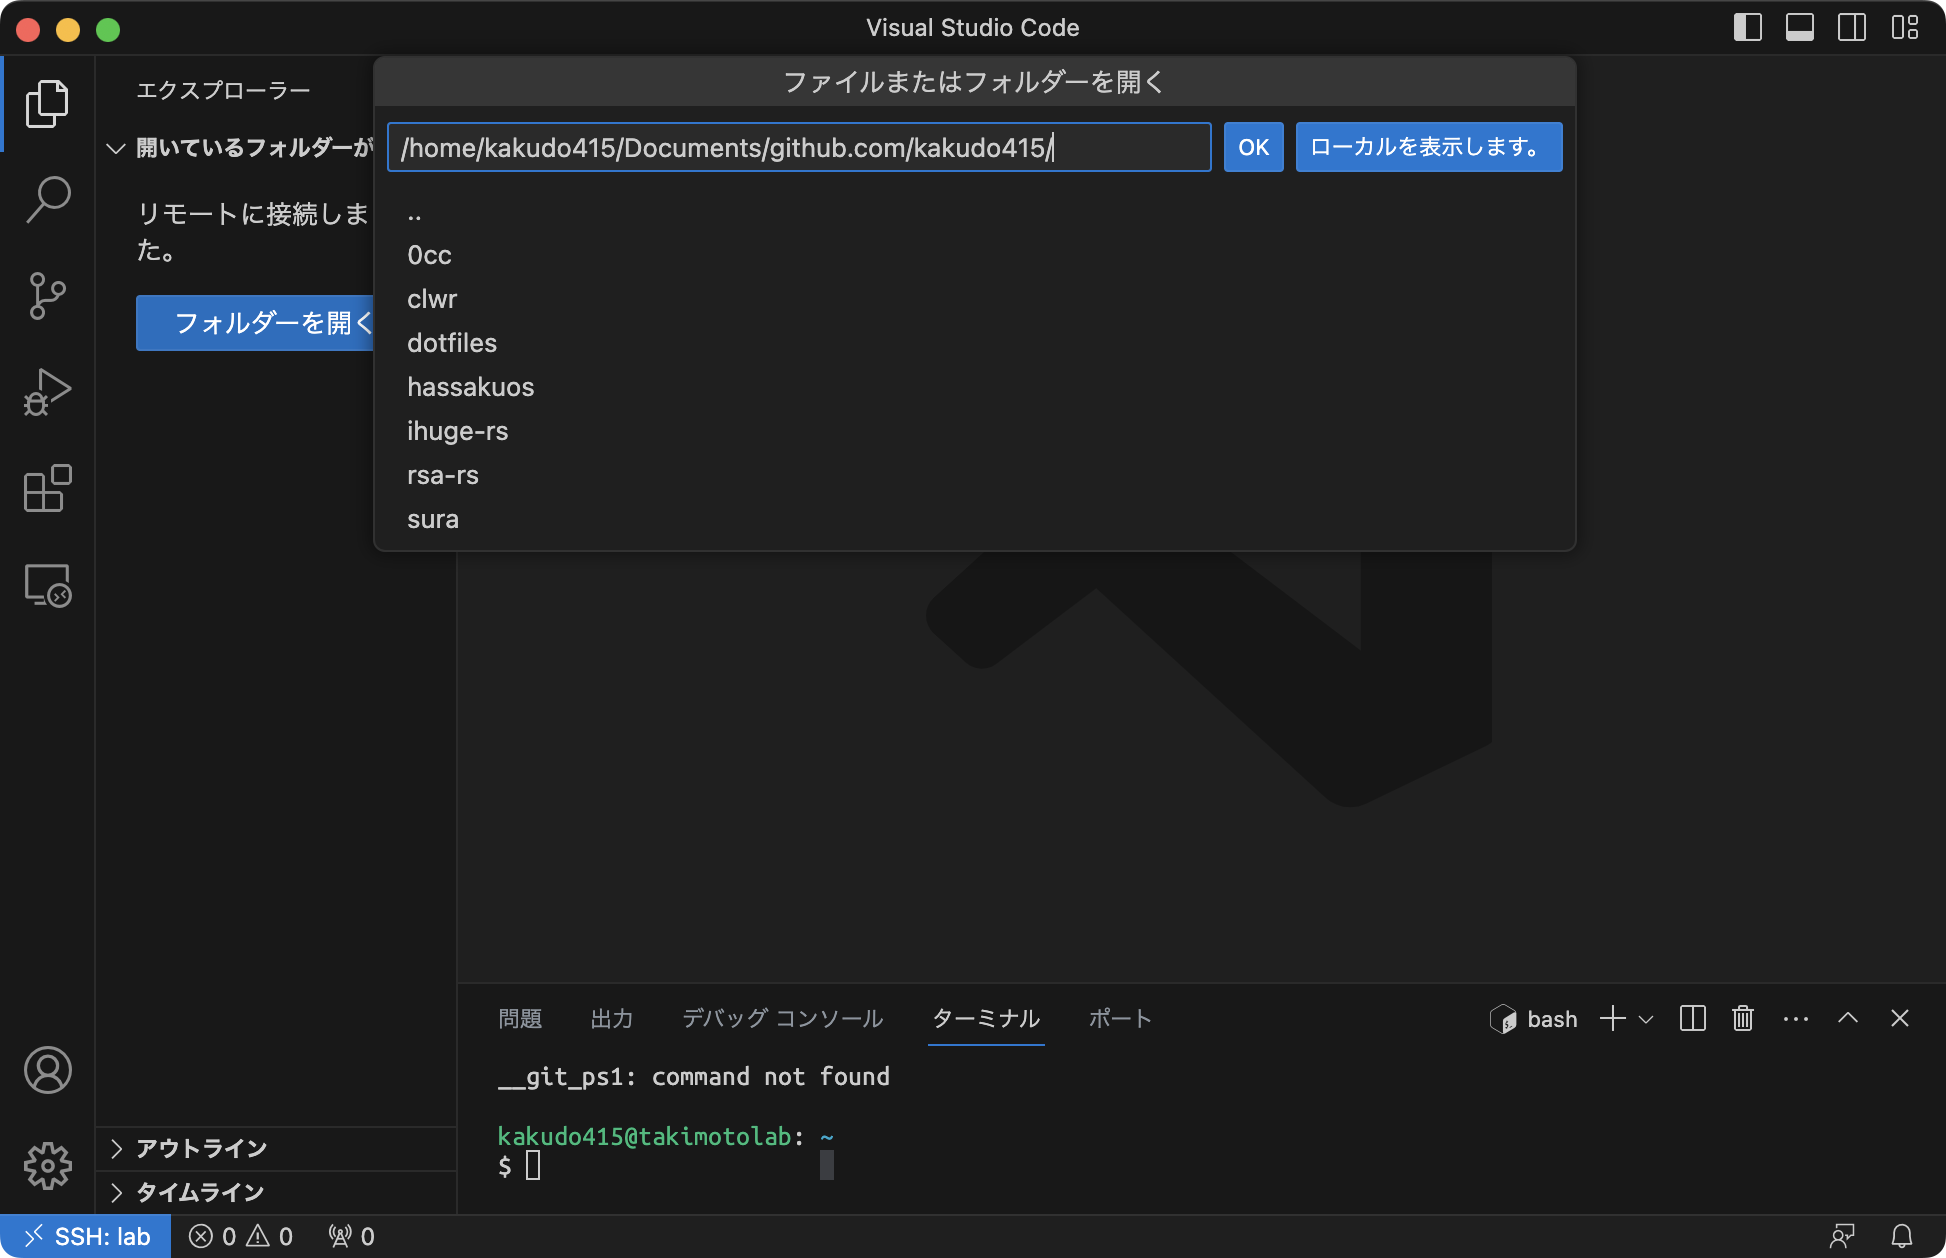 Visual Studio Code
エクスプローラー
開いているフォルダーが
リモートに接続しま
た。
フォルダーを開く
ファイルまたはフォルダーを開く
/home/kakudo415/Documents/github.com/kakudo415/
OK
ローカルを表示します。
..
0cc
clwr
dotfiles
hassakuos
ihuge-rs
rsa-rs
sura
問題 出力 デバッグ コンソール ターミナル ポート
bash
__git_ps1: command not found
kakudo415@takimotolab: ~
$
アウトライン
タイムライン
SSH: lab 0 0 0